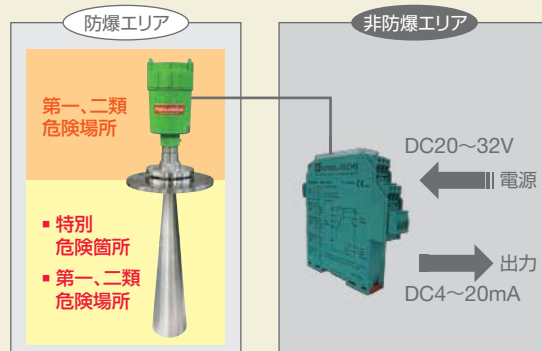 防爆エリア
非防爆エリア
第一、二類
危険場所
▪ 特別
危険箇所
▪ 第一、二類
危険場所
DC20〜32V
電源
出力
DC4〜20mA